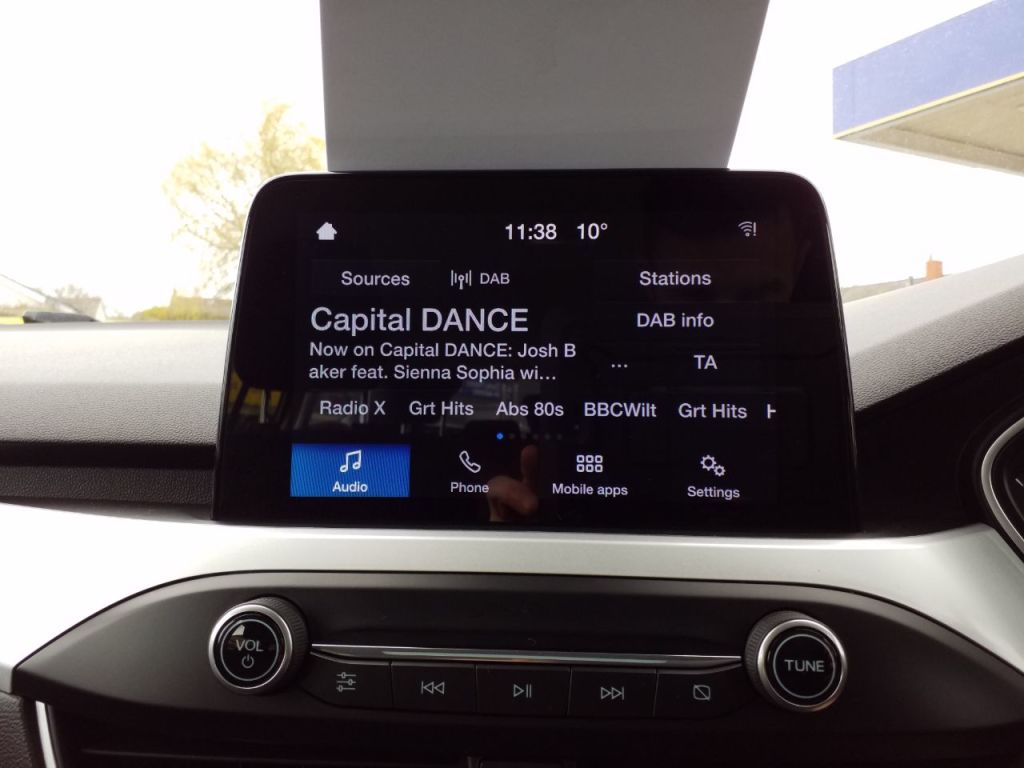 11:38 10°
Sources DAB Stations
Capital DANCE
DAB info
Now on Capital DANCE: Josh B
aker feat. Sienna Sophia wi...
... TA
Radio X Grt Hits Abs 80s BBCWilt Grt Hits H
Audio Phone Mobile apps Settings
VOL
TUNE